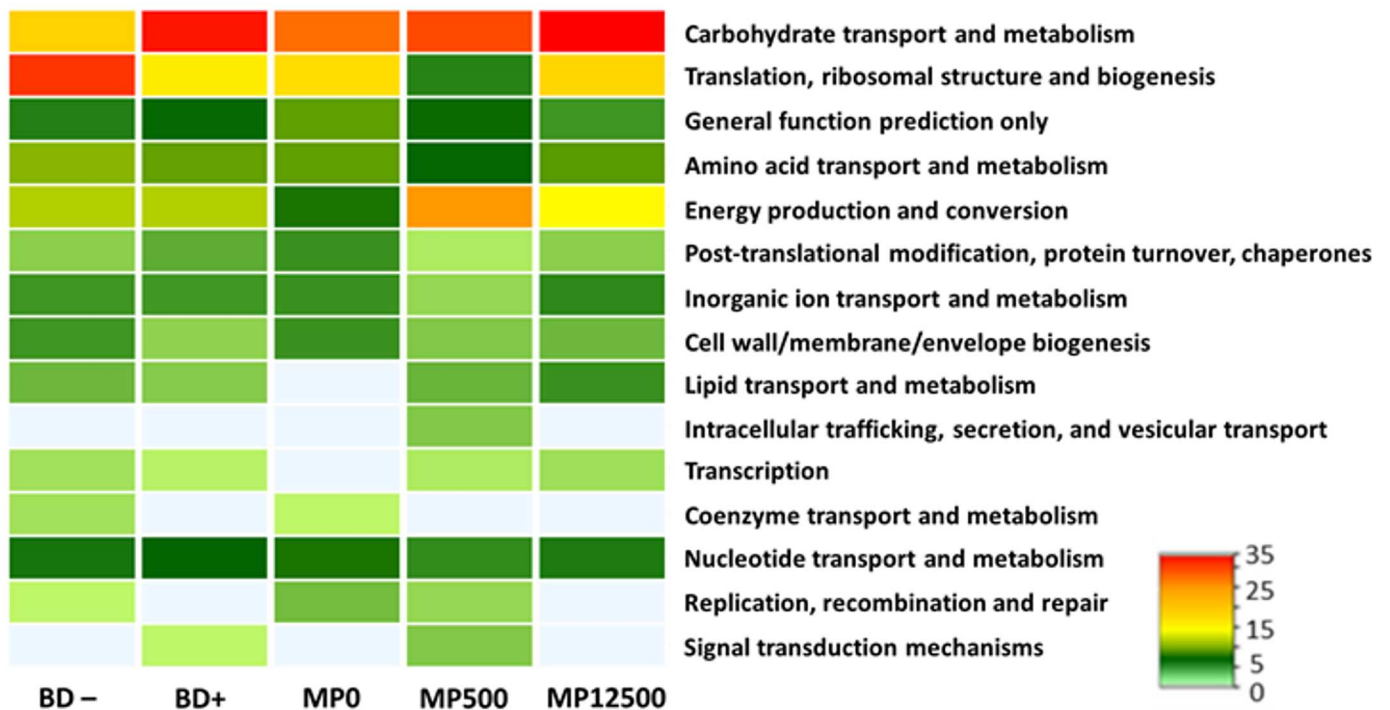 Carbohydrate transport and metabolism
Translation, ribosomal structure and biogenesis
General function prediction only
Amino acid transport and metabolism
Energy production and conversion
Post-translational modification, protein turnover, chaperones
Inorganic ion transport and metabolism
Cell wall/membrane/envelope biogenesis
Lipid transport and metabolism
Intracellular trafficking, secretion, and vesicular transport
Transcription
Coenzyme transport and metabolism
Nucleotide transport and metabolism
Replication, recombination and repair
Signal transduction mechanisms
35
25
15
5
0
BD – BD+ MP0 MP500 MP12500